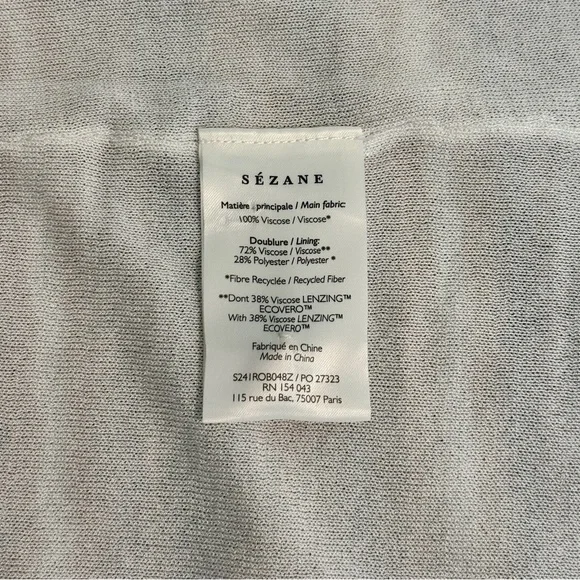 SÉZANE
Matière principale / Main fabric:
100% Viscose / Viscose*
Doublure / Lining:
72% Viscose / Viscose**
28% Polyester / Polyester *
*Fibre Recyclée / Recycled Fiber
**Dont 38% Viscose LENZING™
ECOVERO™
With 38% Viscose LENZING™
ECOVERO™
Fabriqué en Chine
Made in China
S241ROB048Z / PO 27323
RN 154 043
115 rue du Bac, 75007 Paris